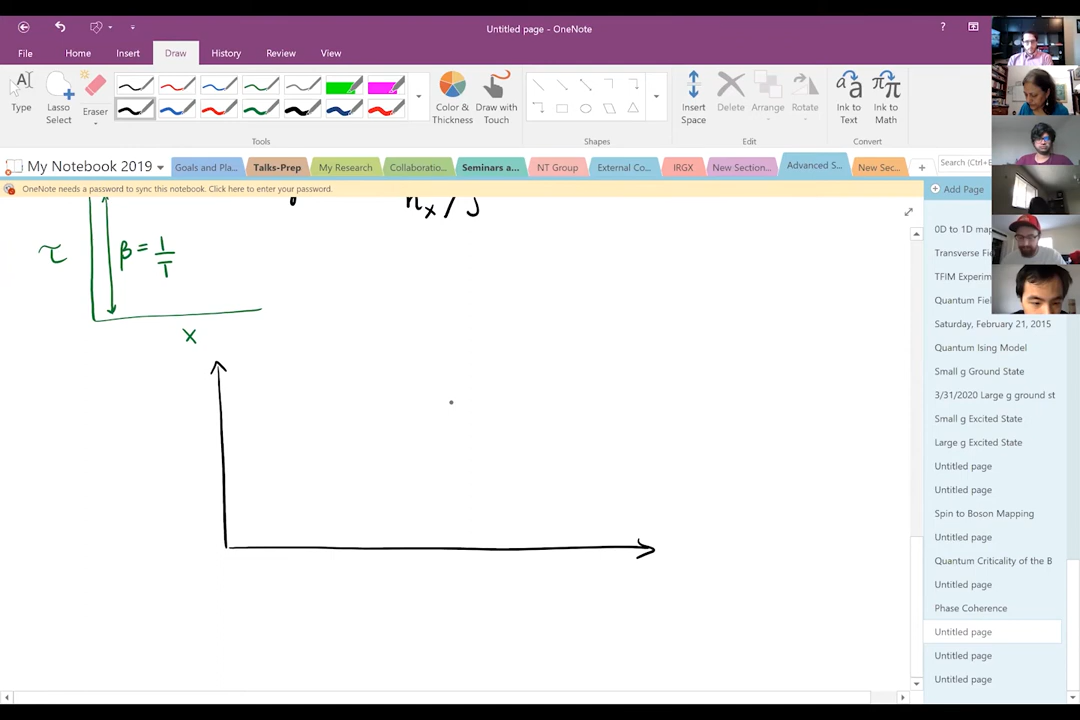 Untitled page - OneNote
?
File Home Insert Draw History Review View
Type
Lasso Select
Eraser
Color & Thickness
Draw with Touch
Insert Space
Delete
Arrange
Rotate
Ink to Text
Ink to Math
Tools
Shapes
Edit
Convert
My Notebook 2019
Goals and Pla...
Talks-Prep
My Research
Collaboratio...
Seminars a...
NT Group
External Co...
IRGX
New Section...
Advanced S...
New Sec...
+
Search (Ctrl+E
OneNote needs a password to sync this notebook. Click here to enter your password.
Add Page
hx / J
τ
β = 1/T
x
0D to 1D map
Transverse Fi
TFIM Experim
Quantum Fiel
Saturday, February 21, 2015
Quantum Ising Model
Small g Ground State
3/31/2020 Large g ground st
Small g Excited State
Large g Excited State
Untitled page
Untitled page
Spin to Boson Mapping
Untitled page
Quantum Criticality of the B
Untitled page
Phase Coherence
Untitled page
Untitled page
Untitled page